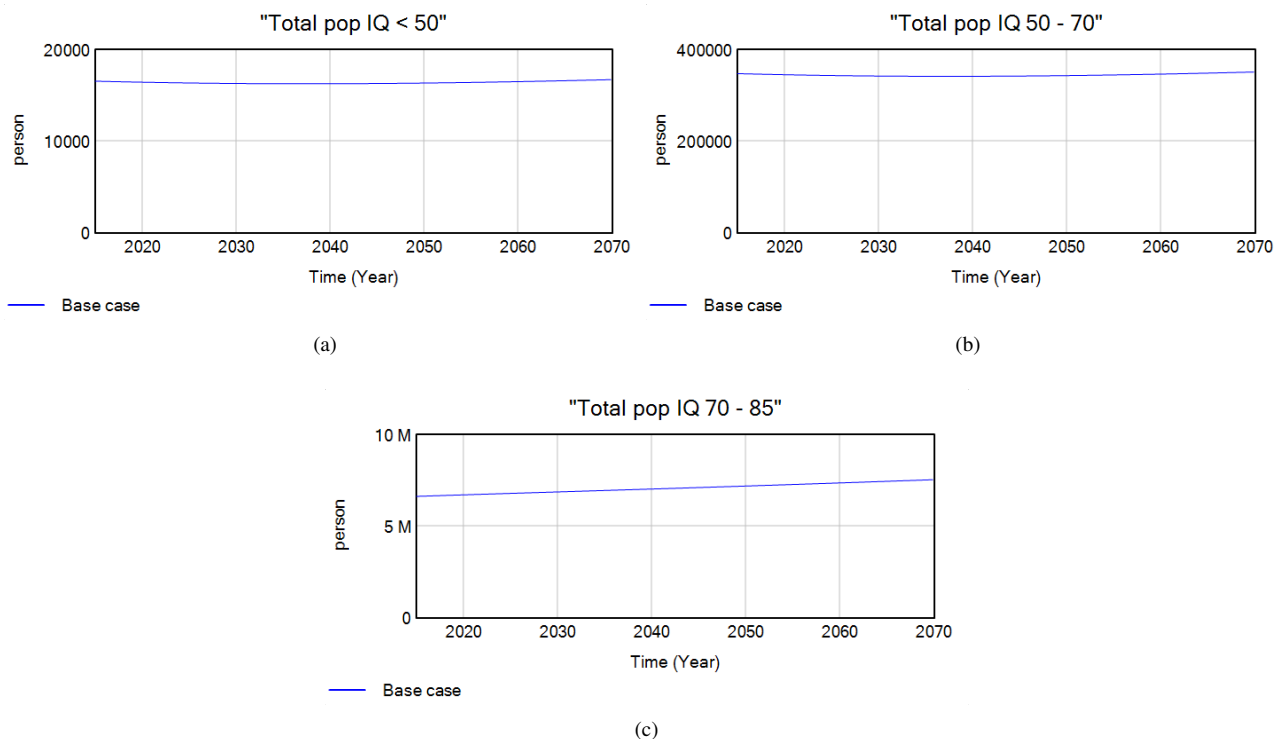 "Total pop IQ < 50"
20000
10000
0
person
2020 2030 2040 2050 2060 2070
Time (Year)
Base case
(a)
"Total pop IQ 50 - 70"
400000
200000
0
person
2020 2030 2040 2050 2060 2070
Time (Year)
Base case
(b)
"Total pop IQ 70 - 85"
10 M
5 M
0
person
2020 2030 2040 2050 2060 2070
Time (Year)
Base case
(c)